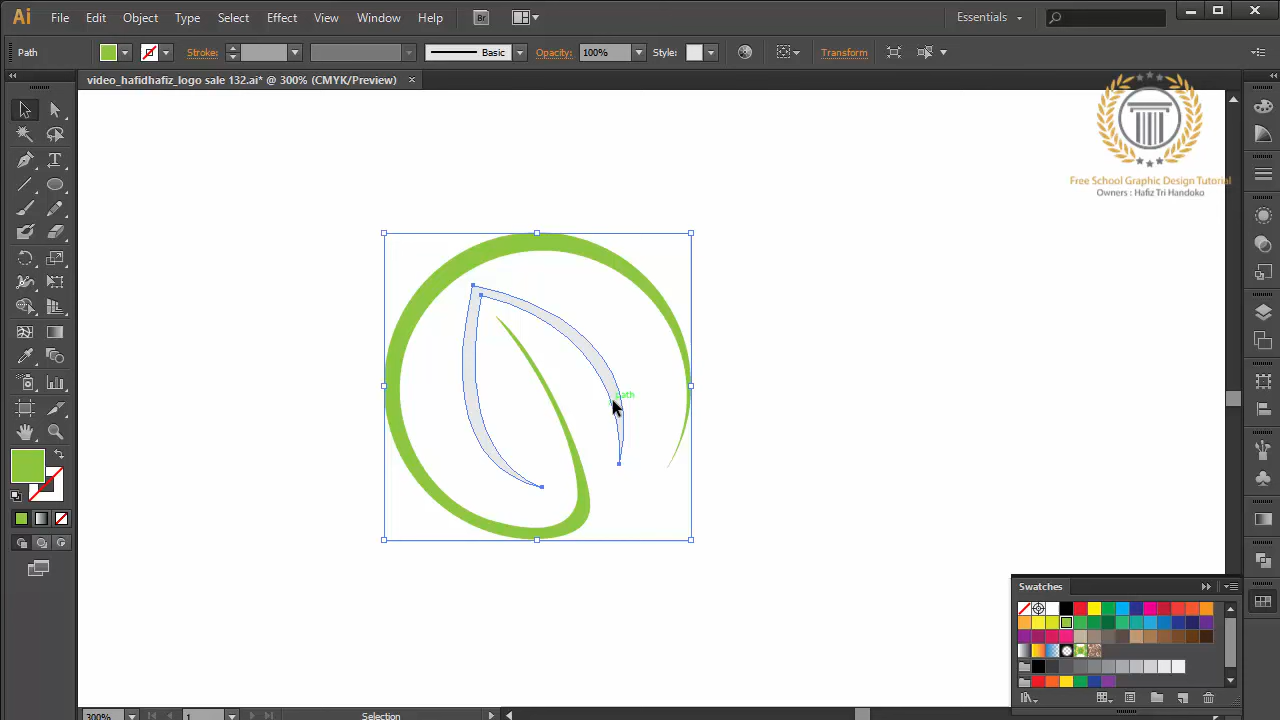 Ai File Edit Object Type Select Effect View Window Help Br Essentials
Path Stroke: Basic Opacity: 100% Style: Transform
video_hafidhafiz_logo sale 132.ai* @ 300% (CMYK/Preview)
Free School Graphic Design Tutorial
Owners : Hafiz Tri Handoko
path
Swatches
300% 1 Selection